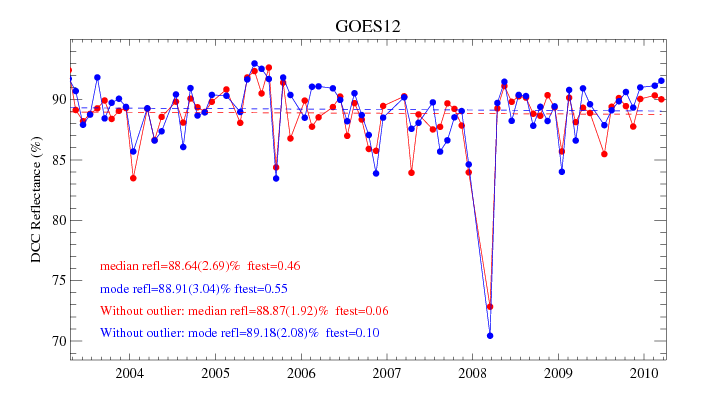 GOES12
DCC Reflectance (%)
90
85
80
75
70
median refl=88.64(2.69)% ftest=0.46
mode refl=88.91(3.04)% ftest=0.55
Without outlier: median refl=88.87(1.92)% ftest=0.06
Without outlier: mode refl=89.18(2.08)% ftest=0.10
2004 2005 2006 2007 2008 2009 2010